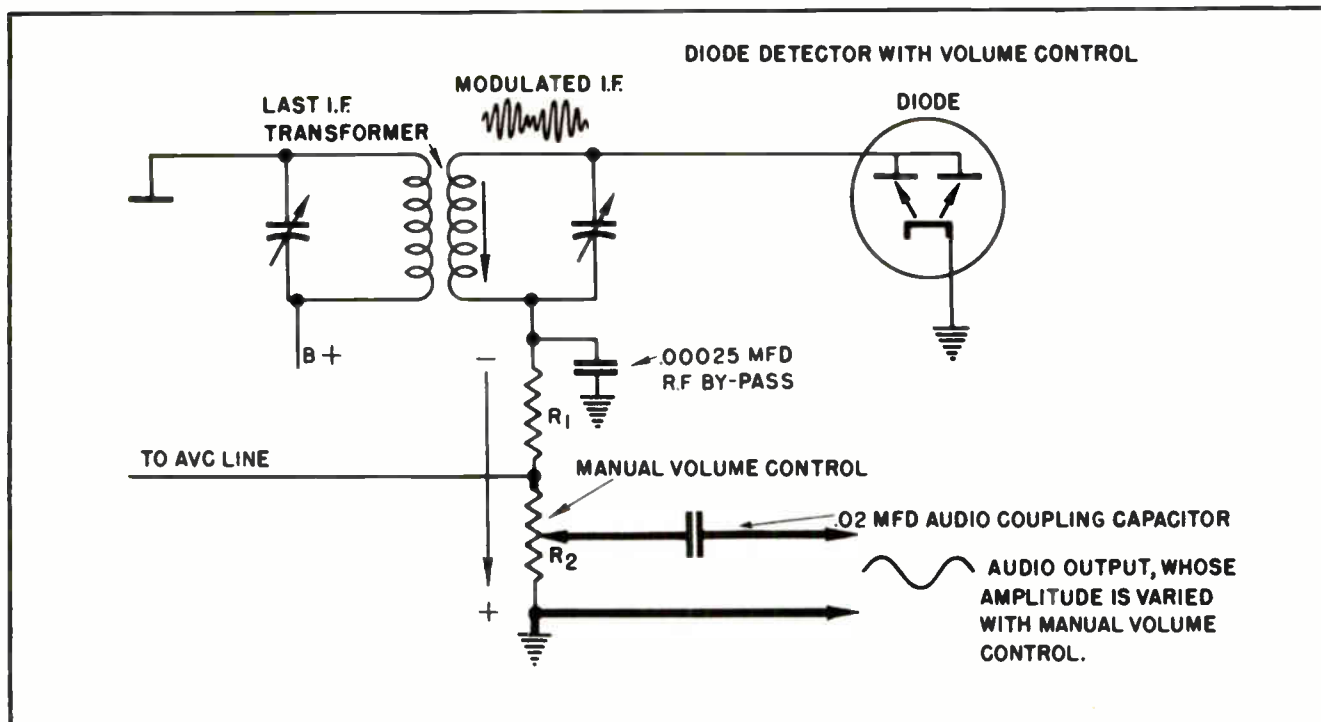 DIODE DETECTOR WITH VOLUME CONTROL
MODULATED I.F.
DIODE
LAST I.F.
TRANSFORMER
B+
−
.00025 MFD
R.F BY-PASS
R1
TO AVC LINE
MANUAL VOLUME CONTROL
.02 MFD AUDIO COUPLING CAPACITOR
R2
+
AUDIO OUTPUT, WHOSE
AMPLITUDE IS VARIED
WITH MANUAL VOLUME
CONTROL.